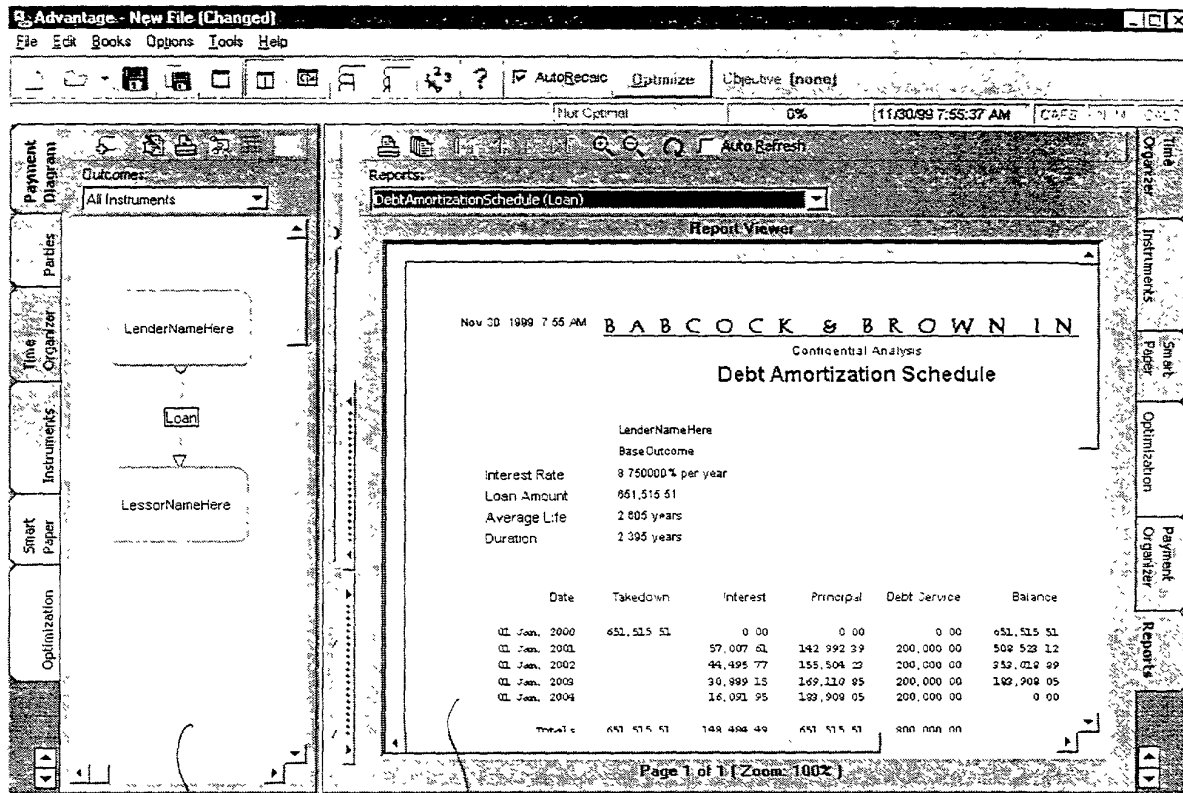 Advantage - New File (Changed)
File Edit Books Options Tools Help
AutoRecalc Optimize Objective (none)
Not Optimal 0% 11/30/99 7:55:37 AM
Payment Diagram
Parties
Time Organizer
Instruments
Smart Paper
Optimization
Outcomes:
All Instruments
LenderNameHere
Loan
LessorNameHere
Auto Refresh
Reports:
DebtAmortizationSchedule (Loan)
Report Viewer
Nov 30 1999 7 55 AM BABCOCK & BROWN IN
Confidential Analysis
Debt Amortization Schedule
LenderNameHere
BaseOutcome
Interest Rate 8 750000% per year
Loan Amount 651,515 51
Average Life 2 605 years
Duration 2 395 years
Date Takedown Interest Principal Debt Service Balance
01 Jan, 2000 651,515 51 0 00 0 00 0 00 651,515 51
01 Jan, 2001 57,007 61 142 992 39 200,000 00 508 523 12
01 Jan, 2002 44,495 77 155,504 23 200,000 00 353,018 89
01 Jan, 2003 30,889 15 169,110 85 200,000 00 183,908 05
01 Jan, 2004 16,091 95 183,908 05 200,000 00 0 00
Totals 651 515 51 148 484 49 651 515 51 800 000 00
Page 1 of 1 (Zoom: 100%)
Time Organizer
Instruments
Smart Paper
Optimization
Payment Organizer
Reports